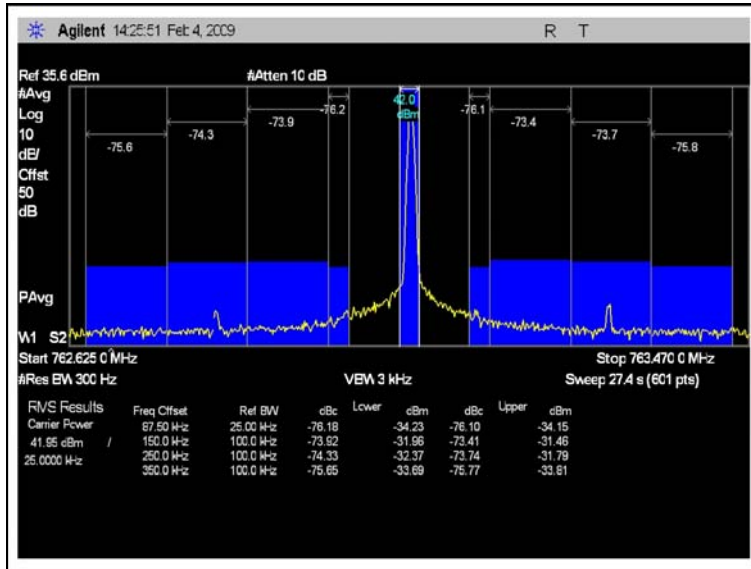 Agilent 14:25:51 Feb 4, 2009 R T
Ref 35.6 dBm #Atten 10 dB
#Avg
Log
10
dB/
Offst
50
dB
42.0
dBm
-75.6 -74.3 -73.9 -76.2 -76.1 -73.4 -73.7 -75.8
PAvg
W1 S2
Start 762.625 0 MHz Stop 763.470 0 MHz
#Res BW 300 Hz VBW 3 kHz Sweep 27.4 s (601 pts)
RMS Results Freq Offset Ref BW dBc Lower dBm dBc Upper dBm
Carrier Power 87.50 kHz 25.00 kHz -76.18 -34.23 -76.10 -34.15
41.95 dBm / 150.0 kHz 100.0 kHz -73.92 -31.96 -73.41 -31.46
25.0000 kHz 250.0 kHz 100.0 kHz -74.33 -32.37 -73.74 -31.79
350.0 kHz 100.0 kHz -75.65 -33.69 -75.77 -33.81